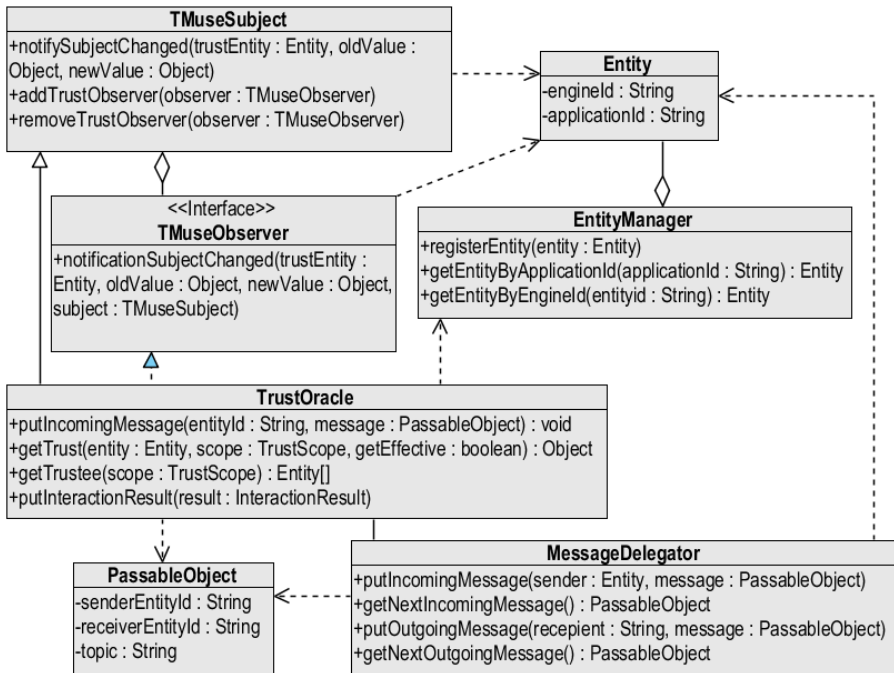 TMuseSubject
+notifySubjectChanged(trustEntity : Entity, oldValue :
Object, newValue : Object)
+addTrustObserver(observer : TMuseObserver)
+removeTrustObserver(observer : TMuseObserver)
Entity
-engineId : String
-applicationId : String
<<Interface>>
TMuseObserver
+notificationSubjectChanged(trustEntity :
Entity, oldValue : Object, newValue : Object,
subject : TMuseSubject)
EntityManager
+registerEntity(entity : Entity)
+getEntityByApplicationId(applicationId : String) : Entity
+getEntityByEngineId(entityid : String) : Entity
TrustOracle
+putIncomingMessage(entityId : String, message : PassableObject) : void
+getTrust(entity : Entity, scope : TrustScope, getEffective : boolean) : Object
+getTrustee(scope : TrustScope) : Entity[]
+putInteractionResult(result : InteractionResult)
PassableObject
-senderEntityId : String
-receiverEntityId : String
-topic : String
MessageDelegator
+putIncomingMessage(sender : Entity, message : PassableObject)
+getNextIncomingMessage() : PassableObject
+putOutgoingMessage(recepient : String, message : PassableObject)
+getNextOutgoingMessage() : PassableObject